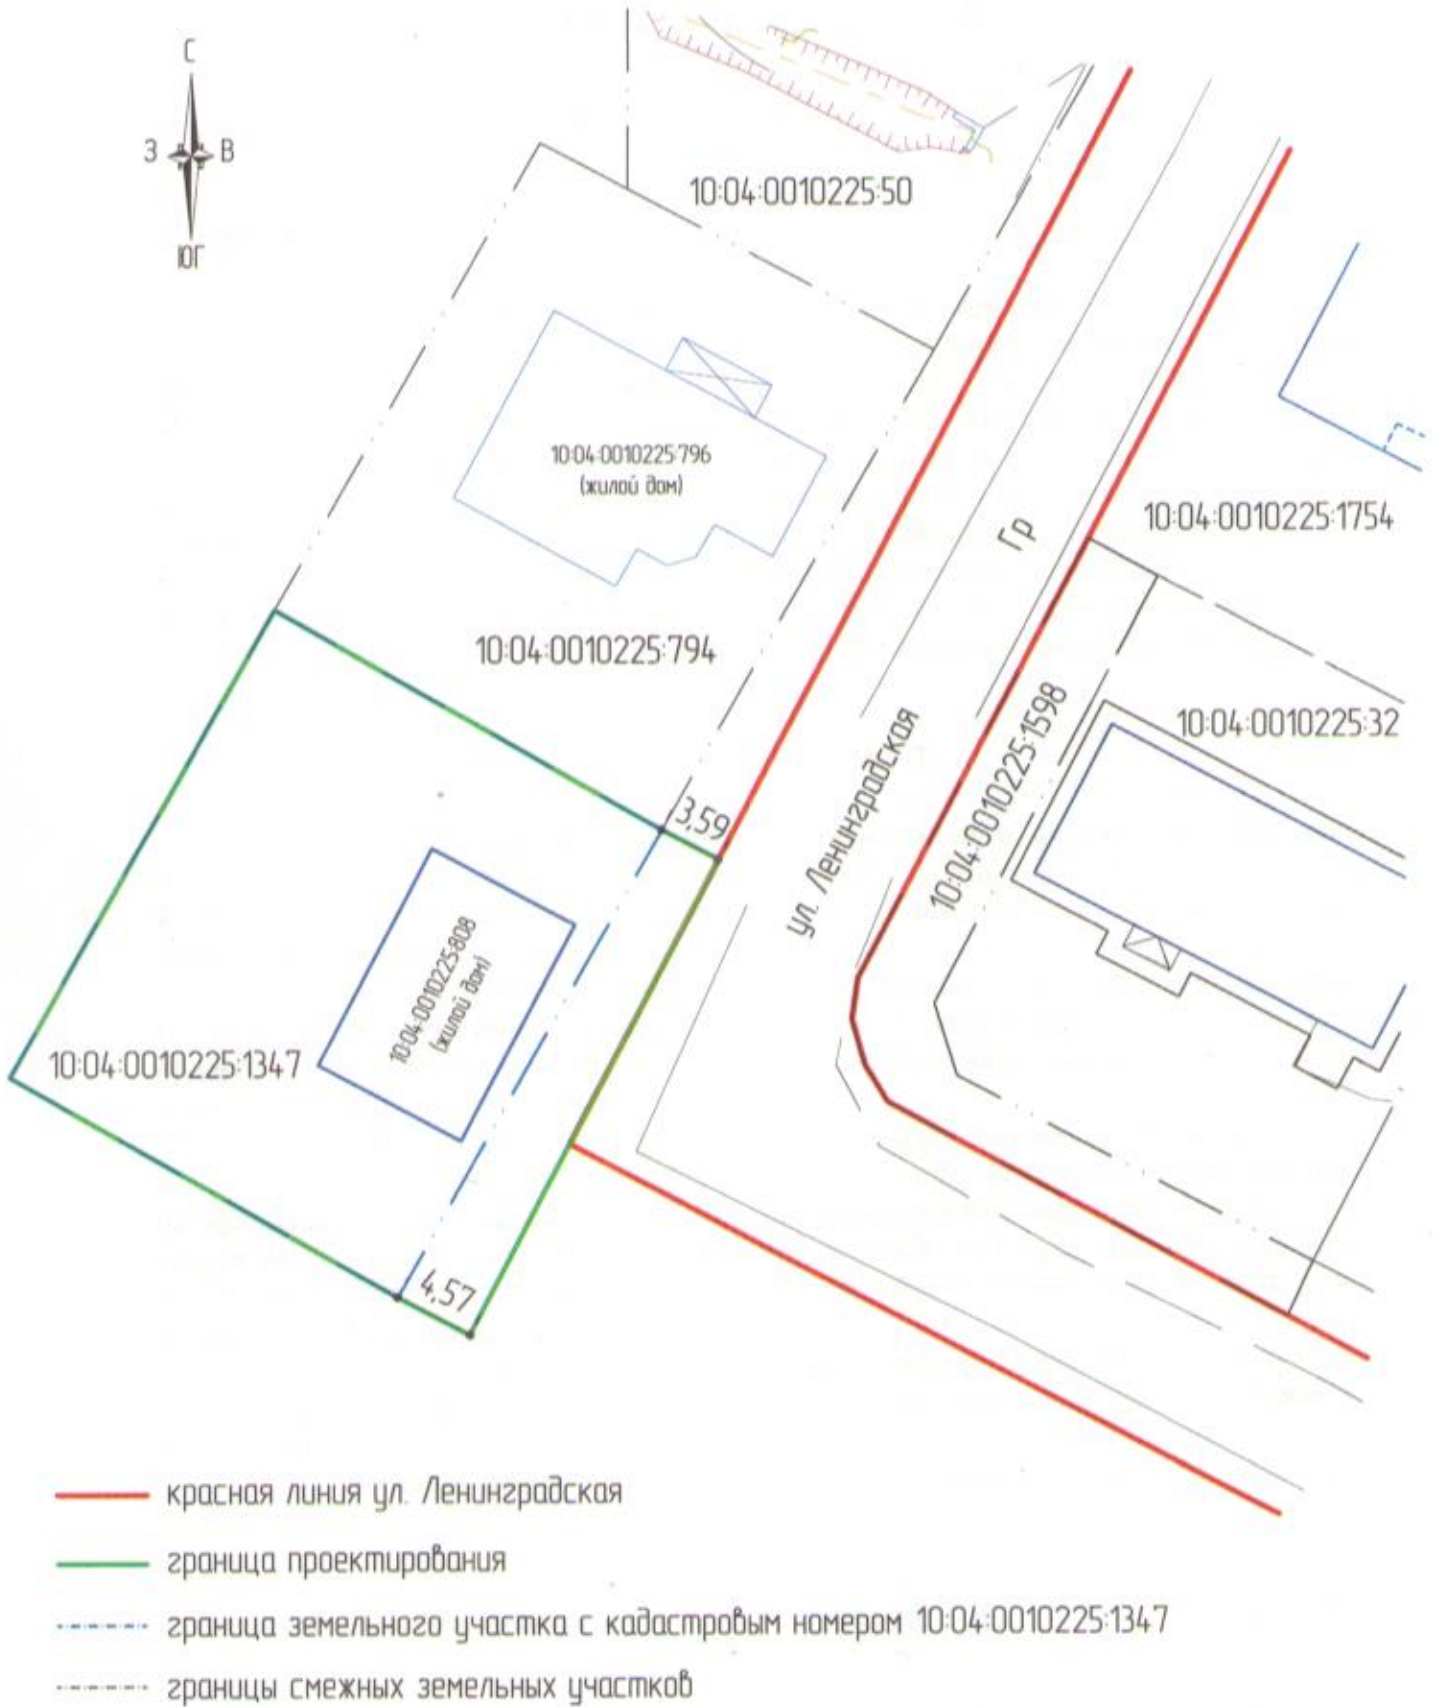 С
З В
ЮГ
10:04:0010225:50
10:04:0010225:796
(жилой дом)
10:04:0010225:794
Гр
10:04:0010225:1754
10:04:0010225:32
10:04:0010225:1598
ул. Ленинградская
3,59
10:04:0010225:808
(жилой дом)
10:04:0010225:1347
4,57
красная линия ул. Ленинградская
граница проектирования
граница земельного участка с кадастровым номером 10:04:0010225:1347
границы смежных земельных участков